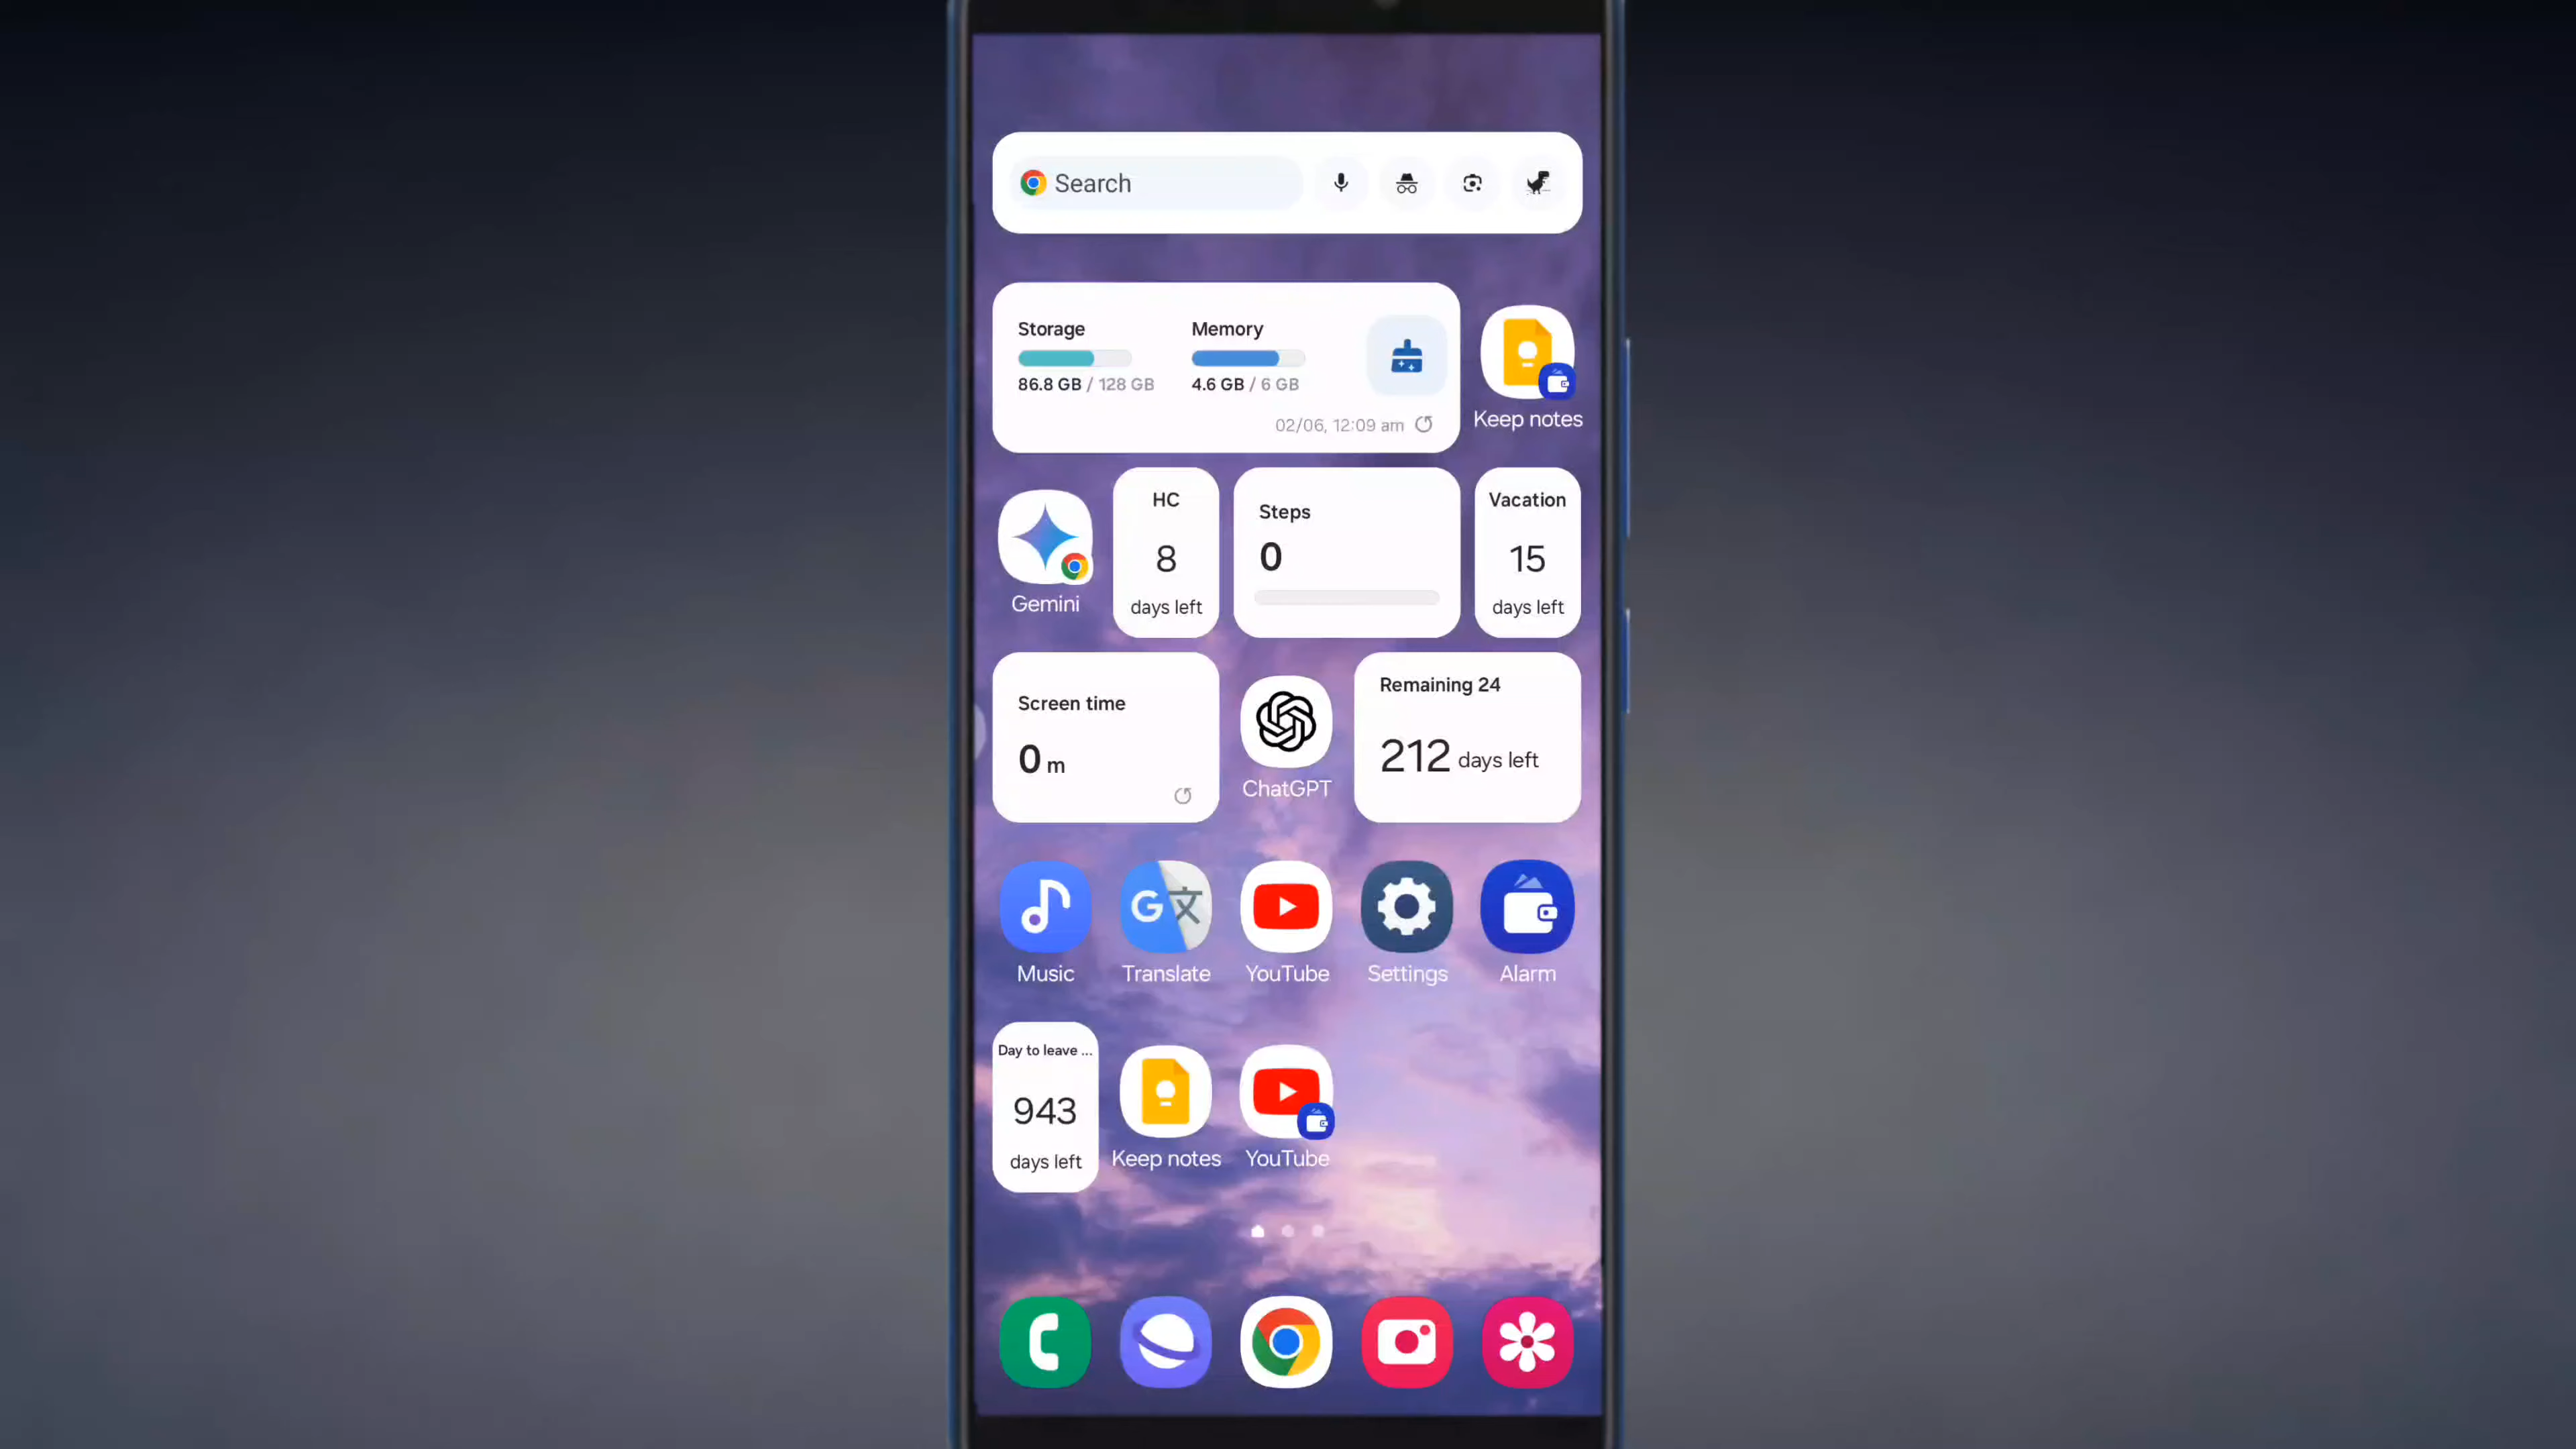 Search
Storage
Memory
86.8 GB / 128 GB
4.6 GB / 6 GB
02/06, 12:09 am
Keep notes
Gemini
HC
8
days left
Steps
0
Vacation
15
days left
Screen time
0 m
ChatGPT
Remaining 24
212 days left
G文
Music
Translate
YouTube
Settings
Alarm
Day to leave ...
943
days left
Keep notes
YouTube